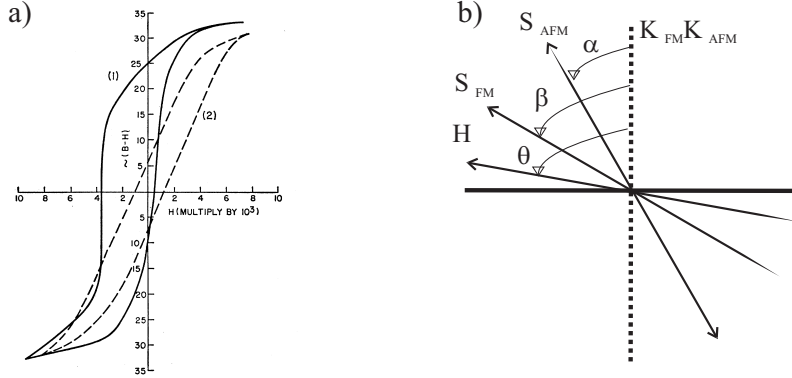 a)
35
30
25
20
15
10
5
~(B-H)
(1)
(2)
10 8 6 4 2 2 4 6 8 10
H(MULTIPLY BY 10³)
5
10
15
20
25
30
35
b)
S AFM
α
K FM K AFM
S FM
β
H
θ